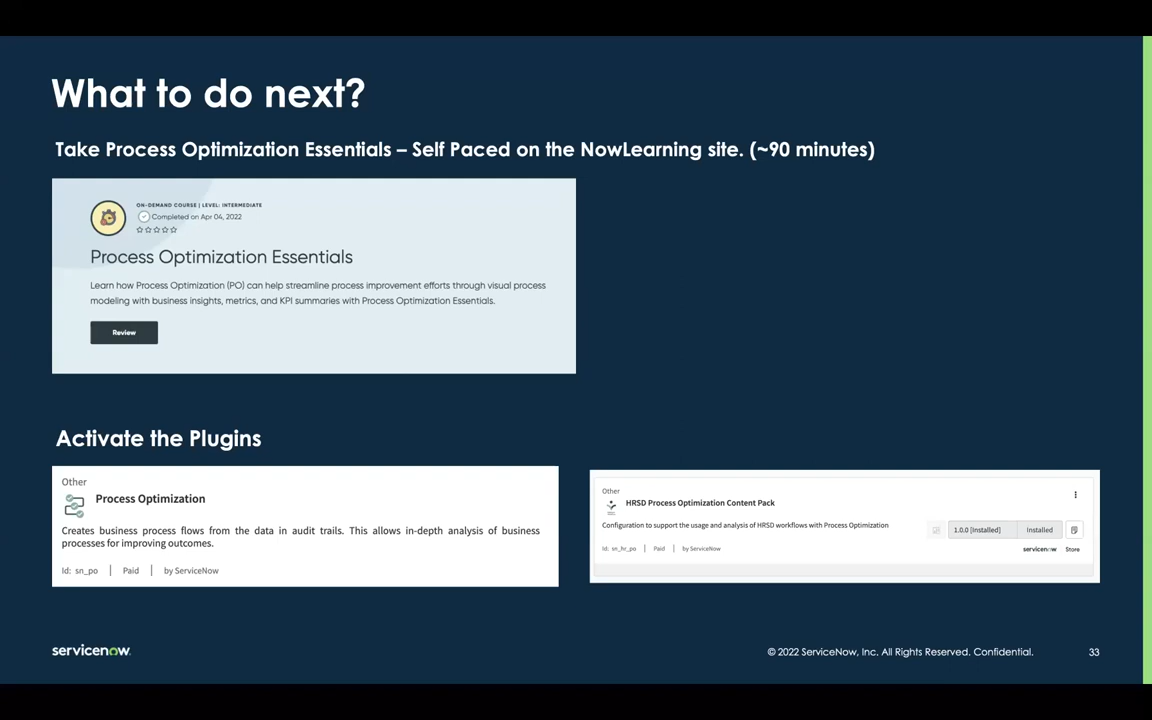 What to do next?
Take Process Optimization Essentials – Self Paced on the NowLearning site. (~90 minutes)
ON-DEMAND COURSE | LEVEL: INTERMEDIATE
Completed on Apr 04, 2022
Process Optimization Essentials
Learn how Process Optimization (PO) can help streamline process improvement efforts through visual process
modeling with business insights, metrics, and KPI summaries with Process Optimization Essentials.
Review
Activate the Plugins
Other
Process Optimization
Creates business process flows from the data in audit trails. This allows in-depth analysis of business
processes for improving outcomes.
Id: sn_po | Paid | by ServiceNow
Other
HRSD Process Optimization Content Pack
Configuration to support the usage and analysis of HRSD workflows with Process Optimization
1.0.0 [Installed] Installed
Id: sn_hr_po | Paid | by ServiceNow
servicenow Store
servicenow
© 2022 ServiceNow, Inc. All Rights Reserved. Confidential.
33